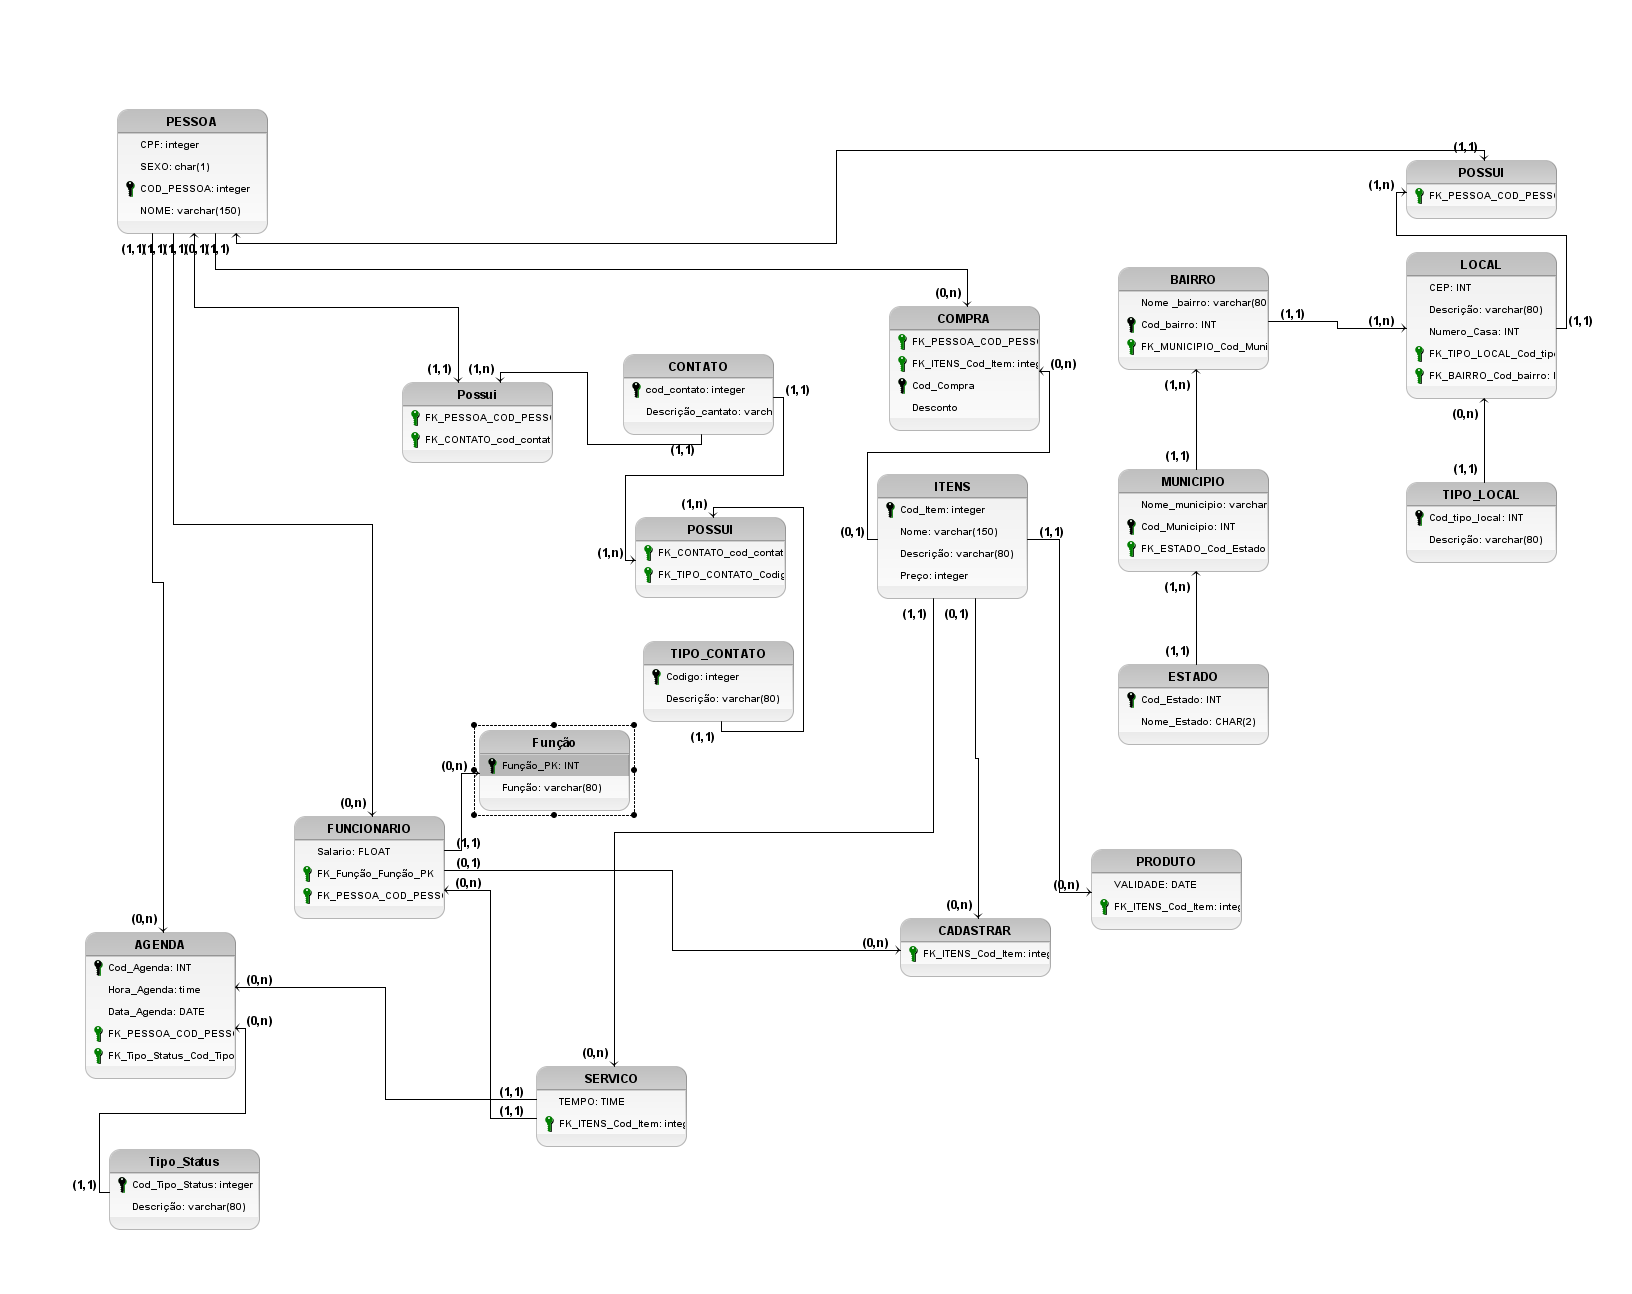 PESSOA
CPF: integer
SEXO: char(1)
COD_PESSOA: integer
NOME: varchar(150)
(1,1)
(1,1)
(1,1)
(0,1)
(1,1)
(1,1)
POSSUI
(1,n)
FK_PESSOA_COD_PESS
LOCAL
CEP: INT
Descrição: varchar(80)
Numero_Casa: INT
FK_TIPO_LOCAL_Cod_tip
FK_BAIRRO_Cod_bairro: I
(1,1)
(1,n)
(0,n)
BAIRRO
Nome _bairro: varchar(80
Cod_bairro: INT
FK_MUNICIPIO_Cod_Muni
(1,1)
(1,n)
(1,1)
(0,n)
COMPRA
FK_PESSOA_COD_PESS
FK_ITENS_Cod_Item: integ
Cod_Compra
Desconto
(0,n)
(1,1)
(1,n)
Possui
FK_PESSOA_COD_PESS
FK_CONTATO_cod_contat
CONTATO
cod_contato: integer
Descrição_cantato: varch
(1,1)
(1,1)
MUNICIPIO
Nome_municipio: varchar
Cod_Municipio: INT
FK_ESTADO_Cod_Estado
(1,n)
(1,1)
(1,1)
TIPO_LOCAL
Cod_tipo_local: INT
Descrição: varchar(80)
ITENS
Cod_Item: integer
Nome: varchar(150)
Descrição: varchar(80)
Preço: integer
(0,1)
(1,1)
(1,1)
(0,1)
(1,n)
(1,n)
POSSUI
FK_CONTATO_cod_contat
FK_TIPO_CONTATO_Codig
TIPO_CONTATO
Codigo: integer
Descrição: varchar(80)
(1,1)
ESTADO
Cod_Estado: INT
Nome_Estado: CHAR(2)
Função
Função_PK: INT
Função: varchar(80)
(0,n)
(0,n)
FUNCIONARIO
Salario: FLOAT
FK_Função_Função_PK
FK_PESSOA_COD_PESS
(1,1)
(0,1)
(0,n)
PRODUTO
VALIDADE: DATE
FK_ITENS_Cod_Item: integ
(0,n)
(0,n)
(0,n)
CADASTRAR
FK_ITENS_Cod_Item: integ
(0,n)
AGENDA
Cod_Agenda: INT
Hora_Agenda: time
Data_Agenda: DATE
FK_PESSOA_COD_PESS
FK_Tipo_Status_Cod_Tipo
(0,n)
(0,n)
(0,n)
SERVICO
TEMPO: TIME
FK_ITENS_Cod_Item: integ
(1,1)
(1,1)
Tipo_Status
Cod_Tipo_Status: integer
Descrição: varchar(80)
(1,1)